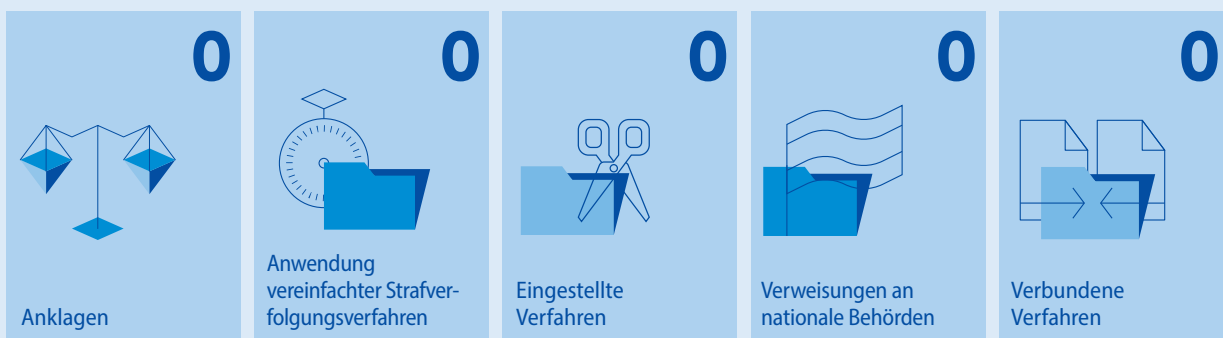 0
Anklagen
0
Anwendung
vereinfachter Strafver-
folgungsverfahren
0
Eingestellte
Verfahren
0
Verweisungen an
nationale Behörden
0
Verbundene
Verfahren